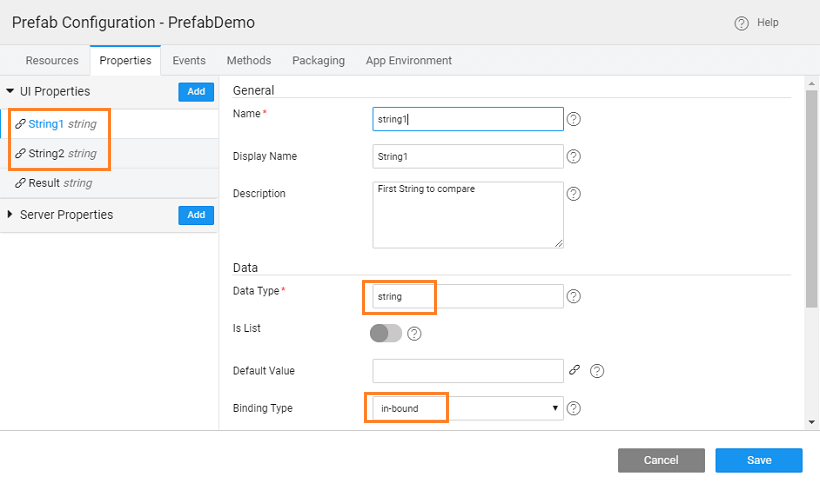 Prefab Configuration - PrefabDemo
Help
Resources Properties Events Methods Packaging App Environment
UI Properties Add
String1 string
String2 string
Result string
Server Properties Add
General
Name* string1
Display Name String1
Description First String to compare
Data
Data Type* string
Is List
Default Value
Binding Type in-bound
Cancel Save